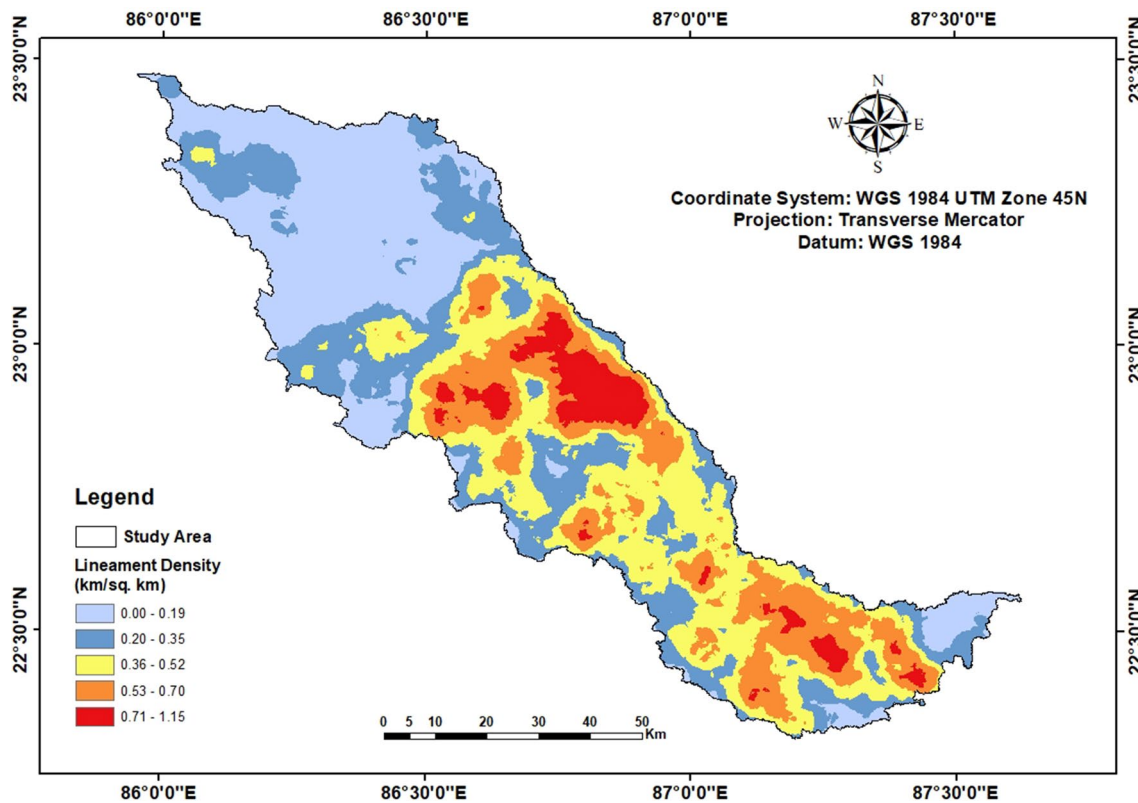 86°0'0"E 86°30'0"E 87°0'0"E 87°30'0"E
23°30'0"N 23°30'0"N
N
W E
S
Coordinate System: WGS 1984 UTM Zone 45N
Projection: Transverse Mercator
Datum: WGS 1984
23°0'0"N 23°0'0"N
Legend
Study Area
Lineament Density
(km/sq. km)
0.00 - 0.19
0.20 - 0.35
0.36 - 0.52
0.53 - 0.70
0.71 - 1.15
22°30'0"N 22°30'0"N
0 5 10 20 30 40 50
Km
86°0'0"E 86°30'0"E 87°0'0"E 87°30'0"E